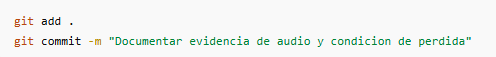 git add .
git commit -m "Documentar evidencia de audio y condicion de perdida"